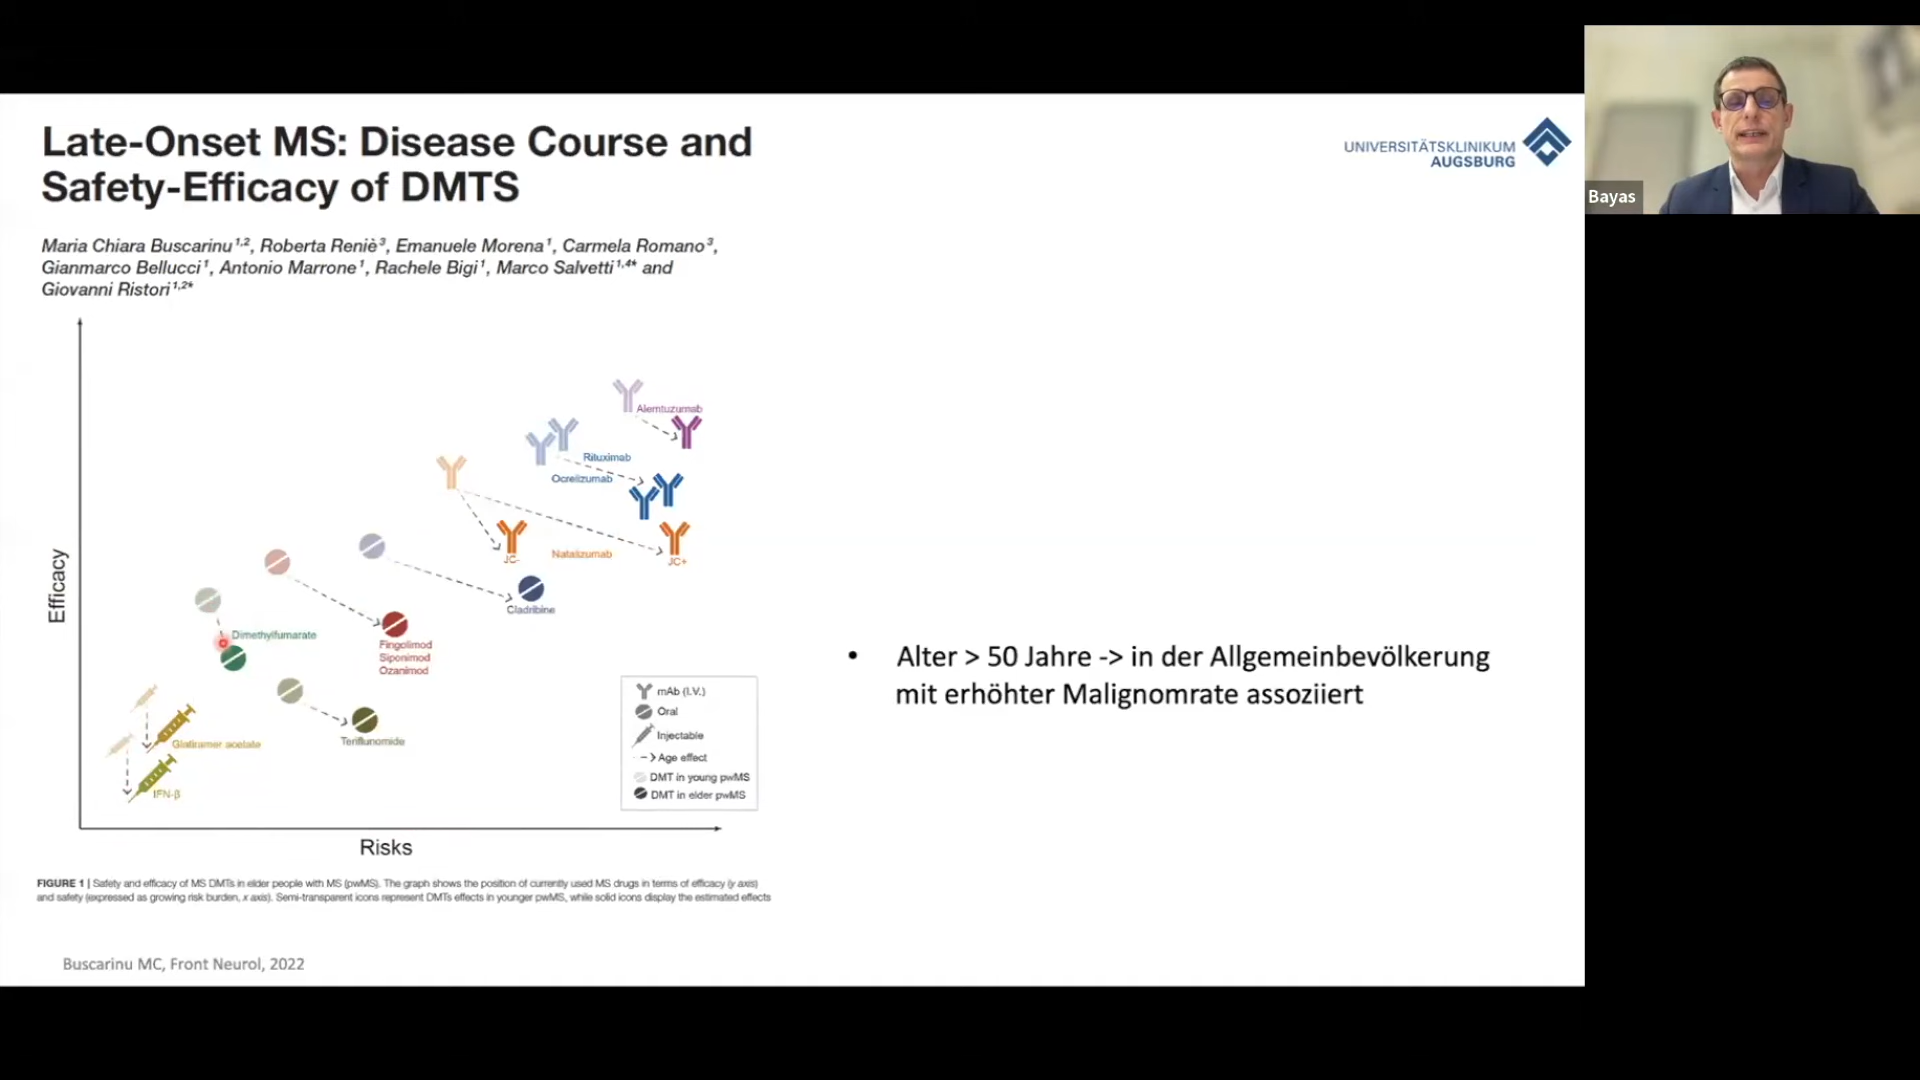 Late-Onset MS: Disease Course and
Safety-Efficacy of DMTS
UNIVERSITÄTSKLINIKUM
AUGSBURG
Bayas
Maria Chiara Buscarinu 1,2, Roberta Reniè 3, Emanuele Morena 1, Carmela Romano 3,
Gianmarco Bellucci 1, Antonio Marrone 1, Rachele Bigi 1, Marco Salvetti 1,4* and
Giovanni Ristori 1,2*
Efficacy
Alemtuzumab
Rituximab
Ocrelizumab
JC-
Natalizumab
JC+
Cladribine
Dimethylfumarate
Fingolimod
Siponimod
Ozanimod
Glatiramer acetate
Teriflunomide
IFN-β
mAb (I.V.)
Oral
Injectable
Age effect
DMT in young pwMS
DMT in elder pwMS
Risks
• Alter > 50 Jahre -> in der Allgemeinbevölkerung
mit erhöhter Malignomrate assoziiert
FIGURE 1 | Safety and efficacy of MS DMTs in elder people with MS (pwMS). The graph shows the position of currently used MS drugs in terms of efficacy (y axis)
and safety (expressed as growing risk burden, x axis). Semi-transparent icons represent DMTs effects in younger pwMS, while solid icons display the estimated effects
Buscarinu MC, Front Neurol, 2022